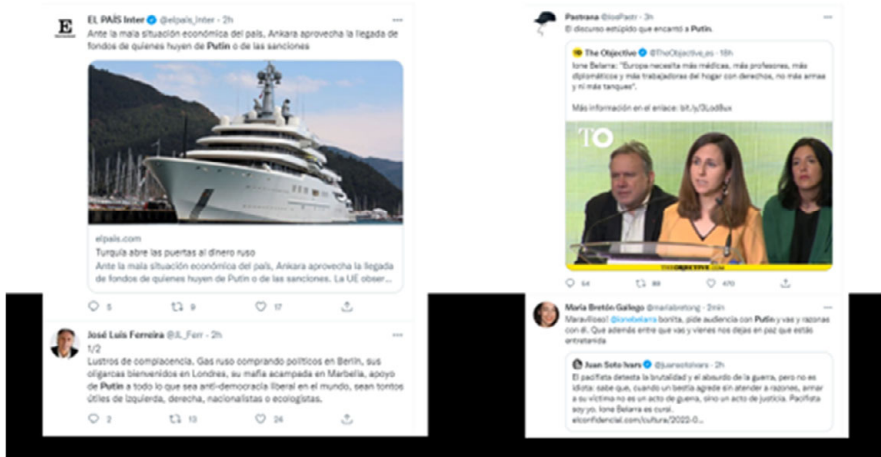 EL PAÍS Inter @elpais_inter · 2h
Ante la mala situación económica del país, Ankara aprovecha la llegada de
fondos de quienes huyen de Putin o de las sanciones
elpais.com
Turquía abre las puertas al dinero ruso
Ante la mala situación económica del país, Ankara aprovecha la llegada
de fondos de quienes huyen de Putin o de las sanciones. La UE obser...
5 9 17
José Luis Ferreira @JL_Ferr · 2h
1/2
Lustros de complacencia. Gas ruso comprando políticos en Berlín, sus
oligarcas bienvenidos en Londres, su mafia acampada en Marbella, apoyo
de Putin a todo lo que sea anti-democracia liberal en el mundo, sean tontos
útiles de izquierda, derecha, nacionalistas o ecologistas.
2 13 24
Pastrana @JosPastr · 3h
El discurso estúpido que encantó a Putin.
The Objective @TheObjective_es · 18h
Ione Belarra: "Europa necesita más médicas, más profesores, más
diplomáticos y más trabajadoras del hogar con derechos, no más armas
y ni más tanques".
Más información en el enlace:
TO
THEOBJECTIVE.COM
64 88 470
María Bretón Gallego @mariabretong · 2min
Maravilloso! @ionebelarra bonita, pide audiencia con Putin y vas y razonas
con él. Que además entre que vas y vienes nos dejas en paz que estás
entretenida
Juan Soto Ivars @juansotoivars · 2h
El pacifista detesta la brutalidad y el absurdo de la guerra, pero no es
idiota: sabe que, cuando un bestia agrede sin atender a razones, armar
a su víctima no es un acto de guerra, sino un acto de justicia. Pacifista
soy yo. Ione Belarra es cursi.
elconfidencial.com/cultura/2022-0...